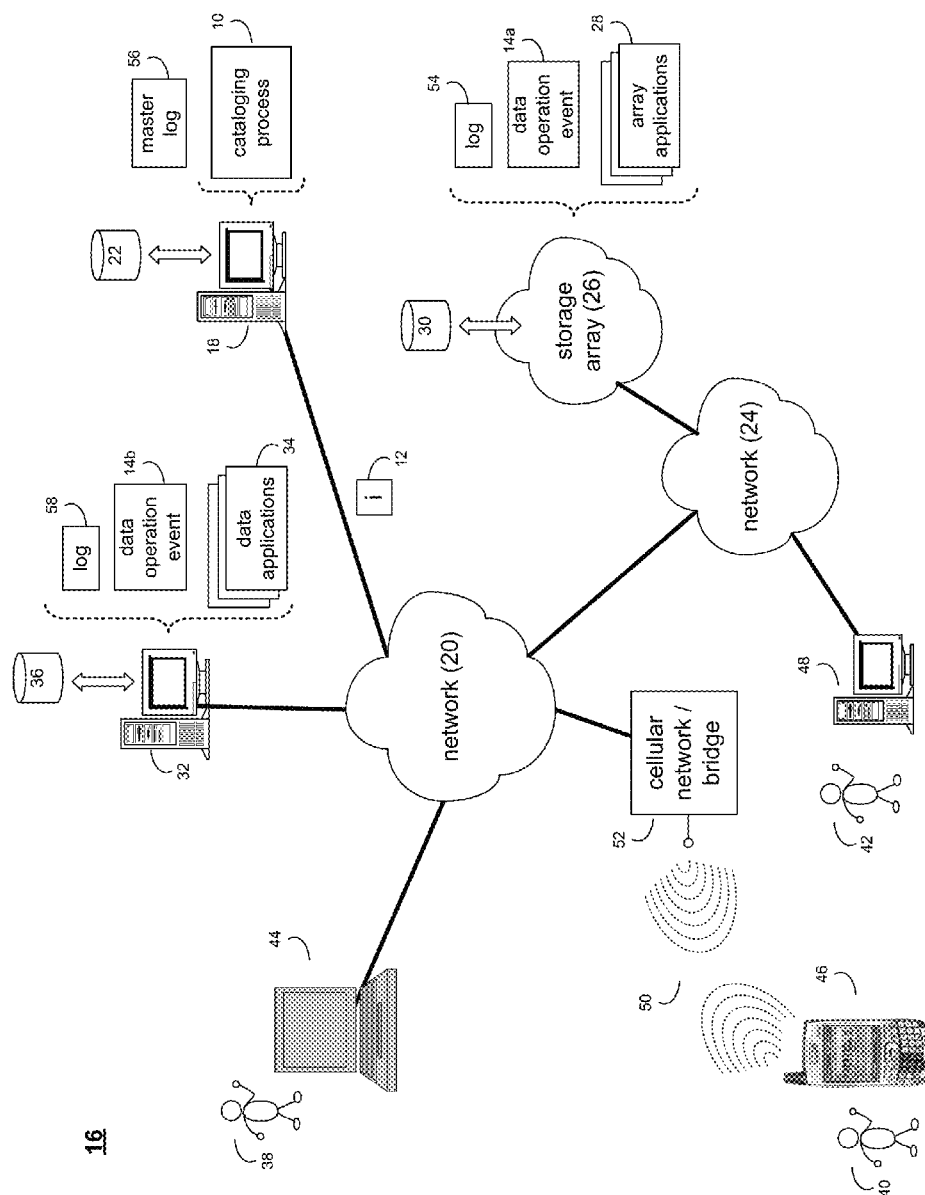 16
38
44
40
46
50
52
cellular
network /
bridge
42
48
network (20)
network (24)
storage
array (26)
30
54
log
14a
data
operation
event
28
array
applications
32
36
58
log
14b
data
operation
event
34
data
applications
12
i
18
22
56
master
log
10
cataloging
process